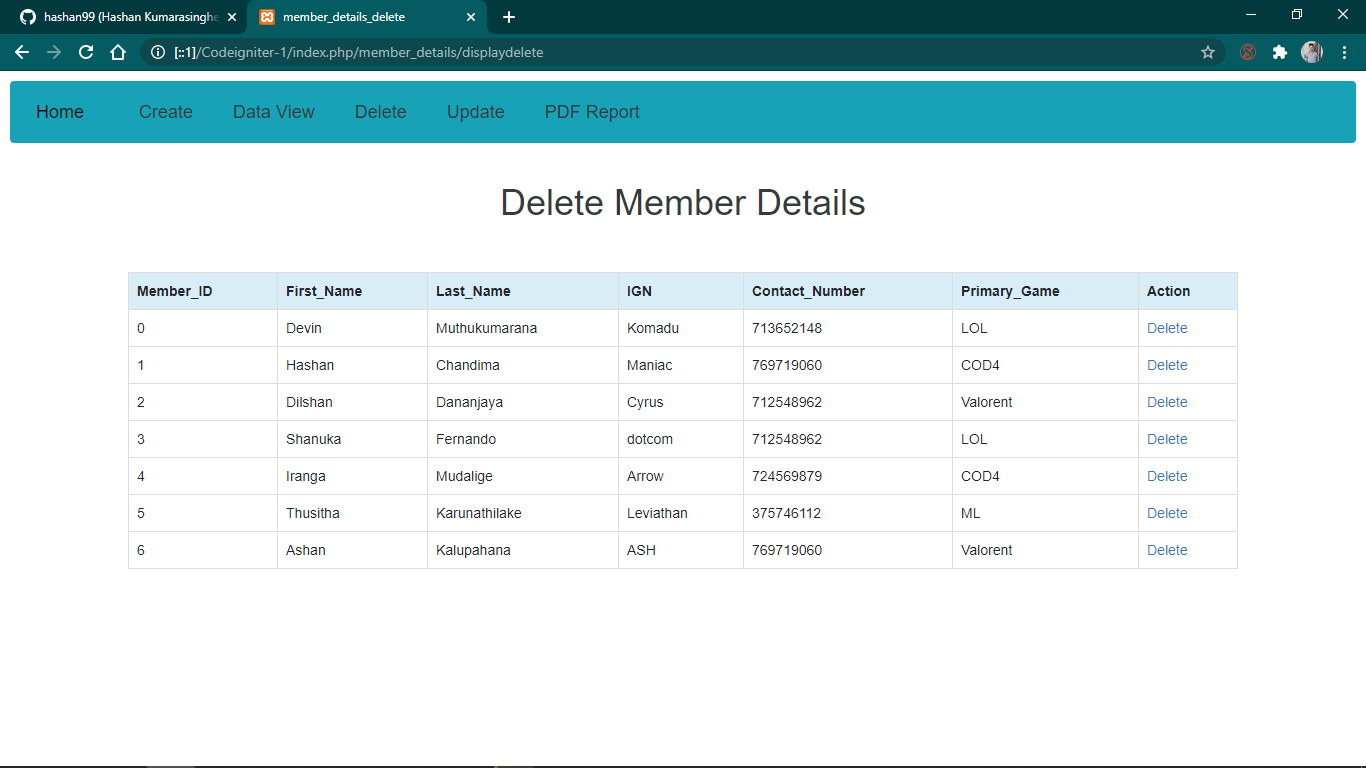 hashan99 (Hashan Kumarasinghe
member_details_delete
[::1]/Codeigniter-1/index.php/member_details/displaydelete
Home Create Data View Delete Update PDF Report
Delete Member Details
Member_ID First_Name Last_Name IGN Contact_Number Primary_Game Action
0 Devin Muthukumarana Komadu 713652148 LOL Delete
1 Hashan Chandima Maniac 769719060 COD4 Delete
2 Dilshan Dananjaya Cyrus 712548962 Valorent Delete
3 Shanuka Fernando dotcom 712548962 LOL Delete
4 Iranga Mudalige Arrow 724569879 COD4 Delete
5 Thusitha Karunathilake Leviathan 375746112 ML Delete
6 Ashan Kalupahana ASH 769719060 Valorent Delete